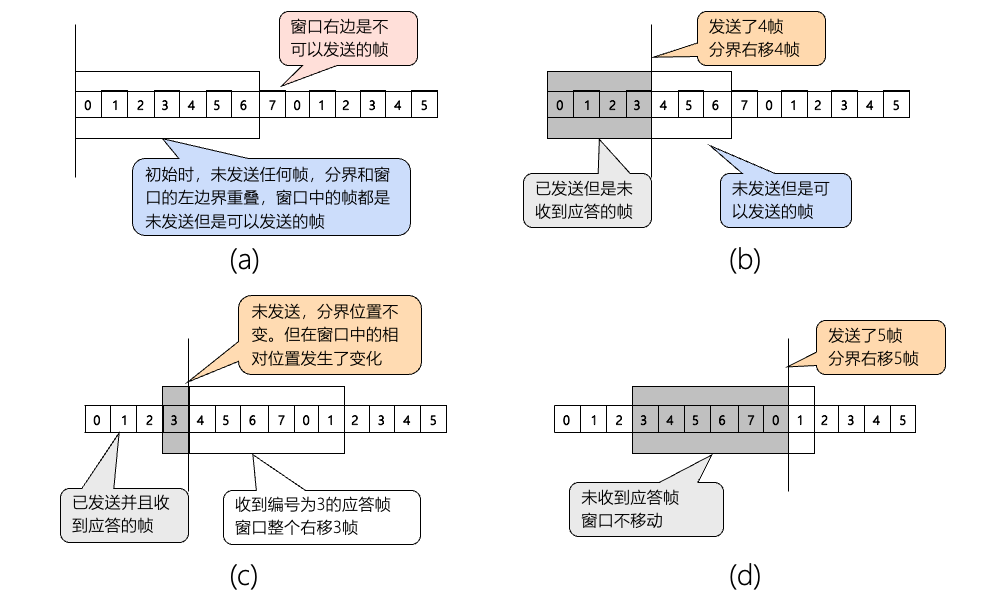 窗口右边是不
可以发送的帧
0 1 2 3 4 5 6 7 0 1 2 3 4 5
初始时，未发送任何帧，分界和窗
口的左边界重叠，窗口中的帧都是
未发送但是可以发送的帧
(a)
发送了4帧
分界右移4帧
0 1 2 3 4 5 6 7 0 1 2 3 4 5
已发送但是未
收到应答的帧
未发送但是可
以发送的帧
(b)
未发送，分界位置不
变。但在窗口中的相
对位置发生了变化
0 1 2 3 4 5 6 7 0 1 2 3 4 5
已发送并且收
到应答的帧
收到编号为3的应答帧
窗口整个右移3帧
(c)
发送了5帧
分界右移5帧
0 1 2 3 4 5 6 7 0 1 2 3 4 5
未收到应答帧
窗口不移动
(d)